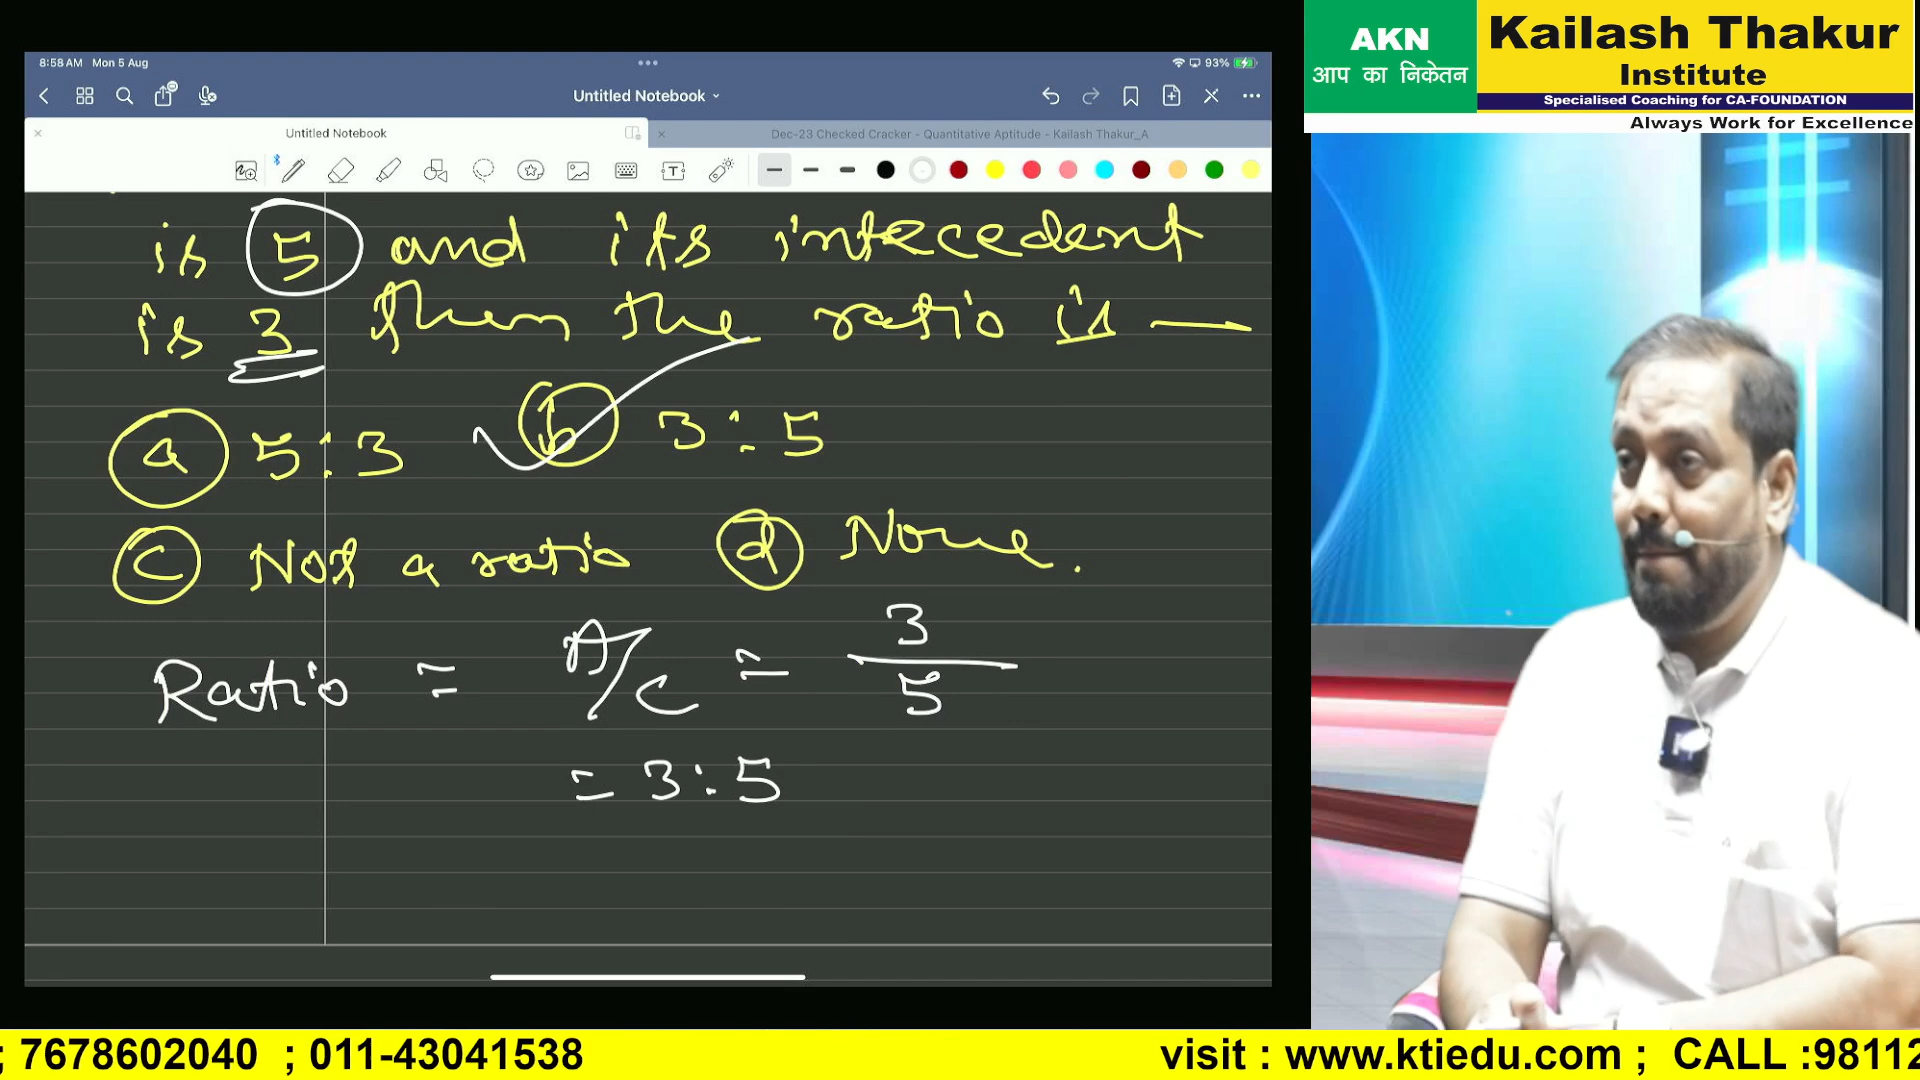 8:58 AM Mon 5 Aug
93%
Untitled Notebook
Untitled Notebook
Dec-23 Checked Cracker - Quantitative Aptitude - Kailash Thakur_A
is 5 and its intecedent
is 3 then the ratio is —
a 5:3 b 3:5
c Not a ratio d None.
Ratio = A/C = 3/5
= 3:5
AKN
आप का निकेतन
Kailash Thakur
Institute
Specialised Coaching for CA-FOUNDATION
Always Work for Excellence
; 7678602040 ; 011-43041538 visit : www.ktiedu.com ; CALL :98112